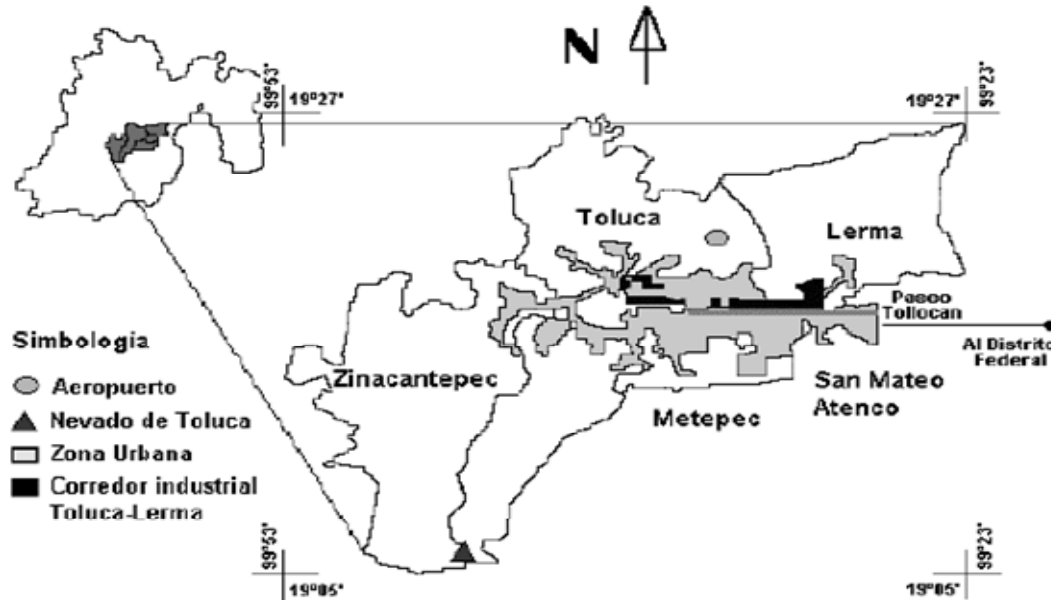 N
99°53"
19°27"
19°27"
99°23"
Toluca
Lerma
Paseo
Tollocan
Al Distrito
Federal
Simbología
Aeropuerto
Nevado de Toluca
Zona Urbana
Corredor industrial
Toluca-Lerma
Zinacantepec
San Mateo
Atenco
Metepec
99°53"
19°05"
19°05"
99°23"